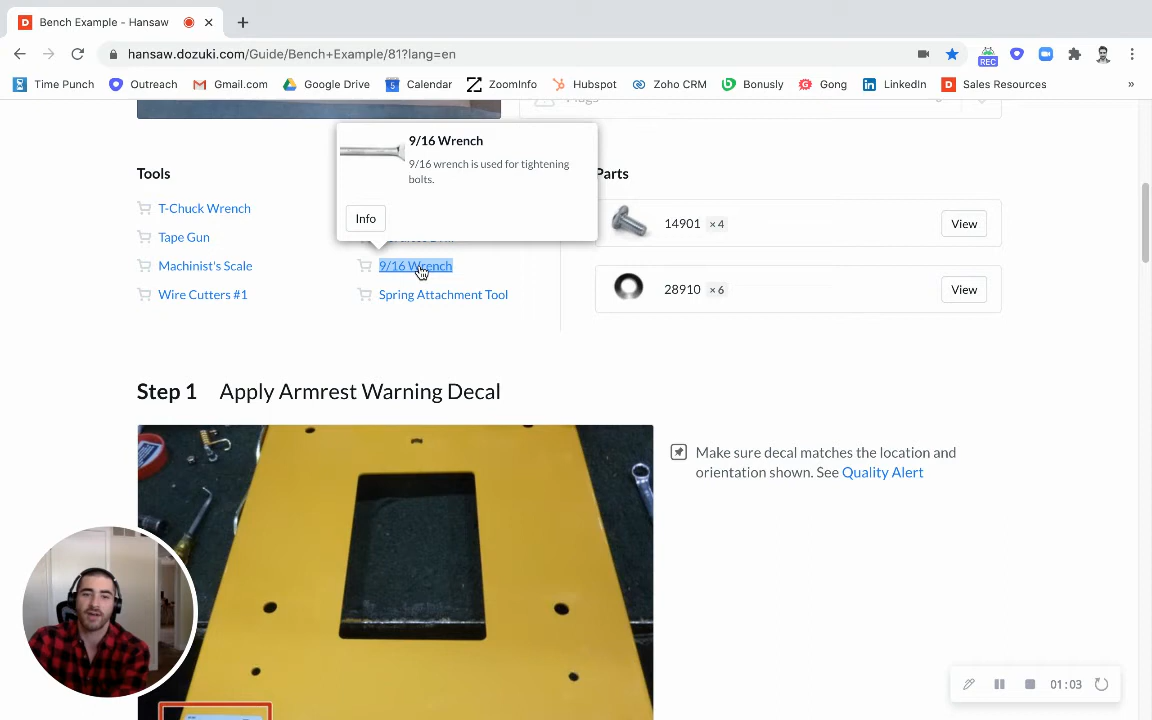 Bench Example - Hansaw
hansaw.dozuki.com/Guide/Bench+Example/81?lang=en
REC
Time Punch
Outreach
Gmail.com
Google Drive
5
Calendar
ZoomInfo
Hubspot
Zoho CRM
Bonusly
Gong
LinkedIn
Sales Resources
»
9/16 Wrench
9/16 wrench is used for tightening
bolts.
Info
Tools
T-Chuck Wrench
Tape Gun
Machinist's Scale
Wire Cutters #1
9/16 Wrench
Spring Attachment Tool
Parts
14901 × 4
View
28910 × 6
View
Step 1 Apply Armrest Warning Decal
Make sure decal matches the location and
orientation shown. See Quality Alert
01:03